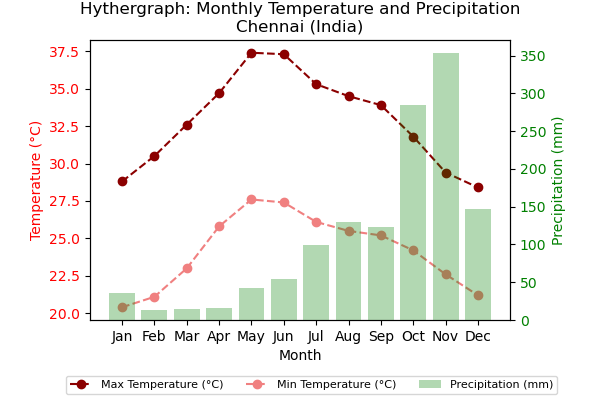 Hythergraph: Monthly Temperature and Precipitation
Chennai (India)
37.5
35.0
32.5
30.0
27.5
25.0
22.5
20.0
Temperature (°C)
350
300
250
200
150
100
50
0
Precipitation (mm)
Jan Feb Mar Apr May Jun Jul Aug Sep Oct Nov Dec
Month
Max Temperature (°C) Min Temperature (°C) Precipitation (mm)